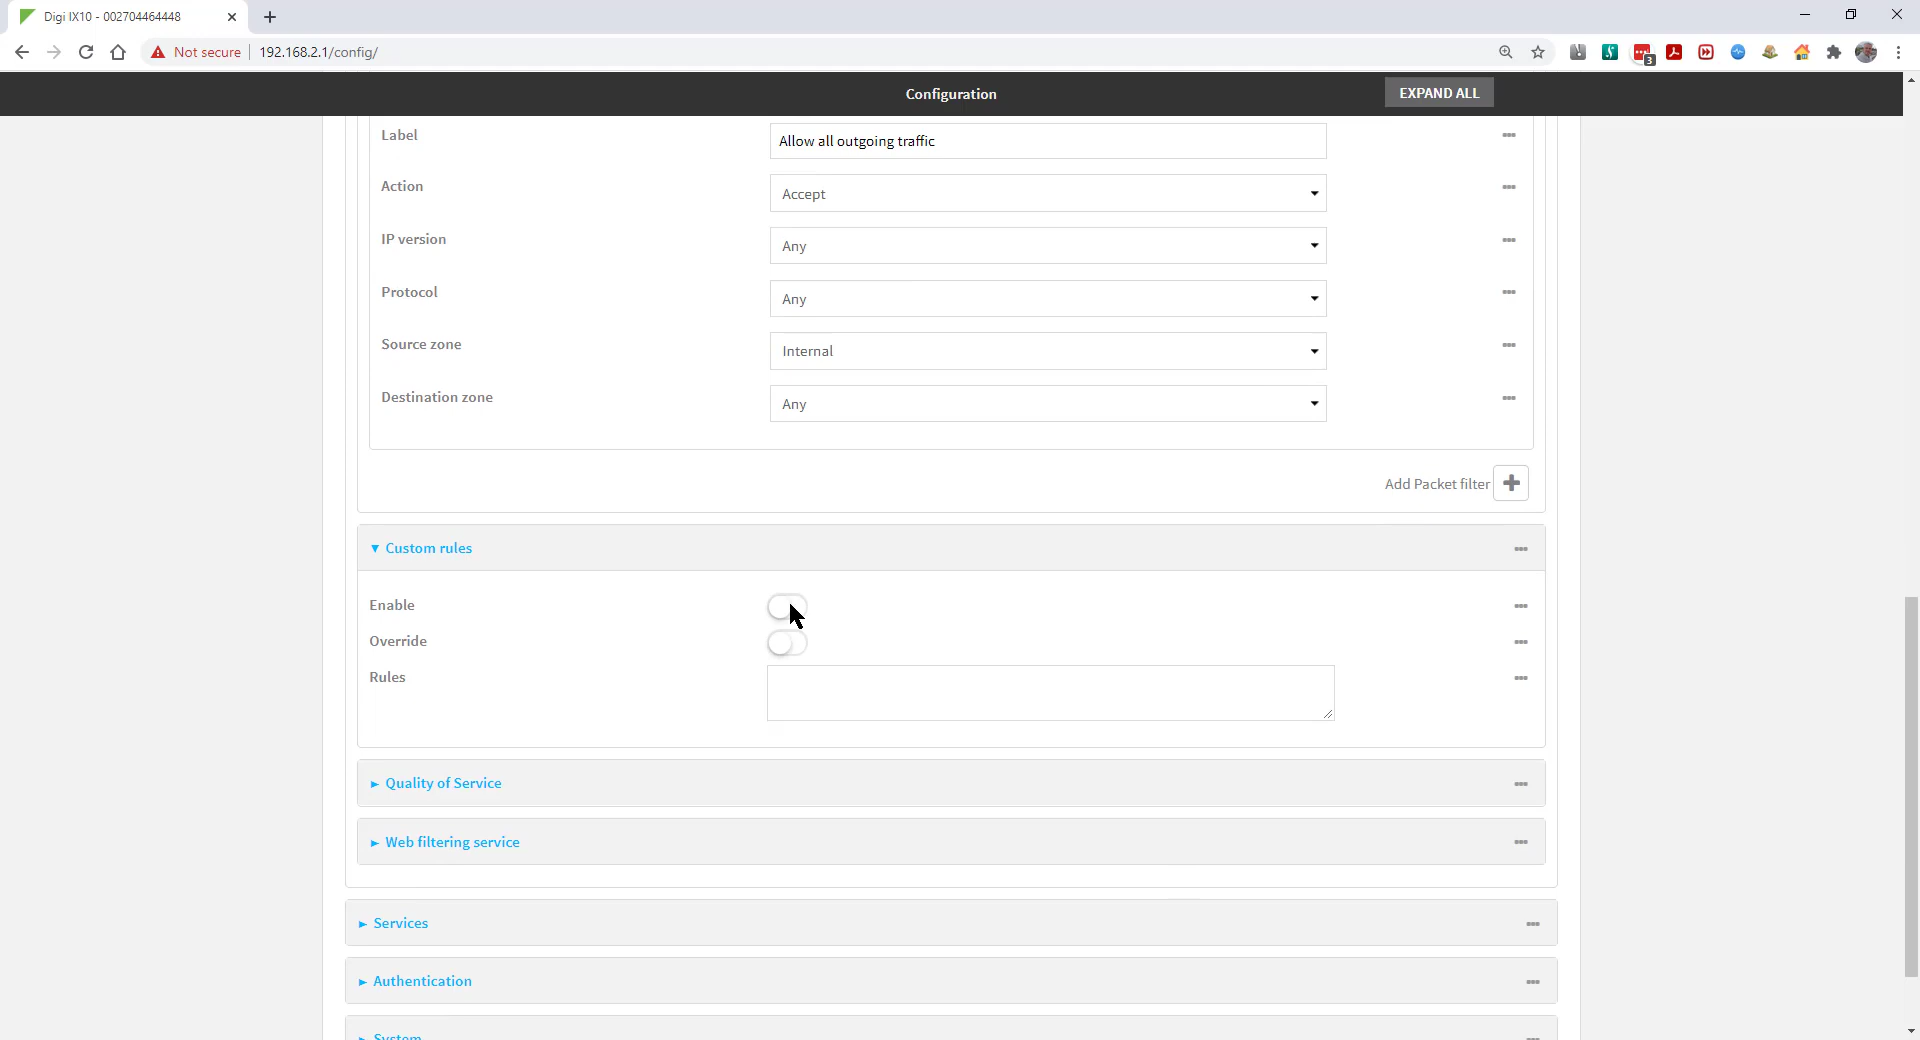 Digi IX10 - 002704464448
Not secure
192.168.2.1/config/
3
Configuration
EXPAND ALL
Label
Allow all outgoing traffic
Action
Accept
IP version
Any
Protocol
Any
Source zone
Internal
Destination zone
Any
Add Packet filter
Custom rules
Enable
Override
Rules
Quality of Service
Web filtering service
Services
Authentication
System